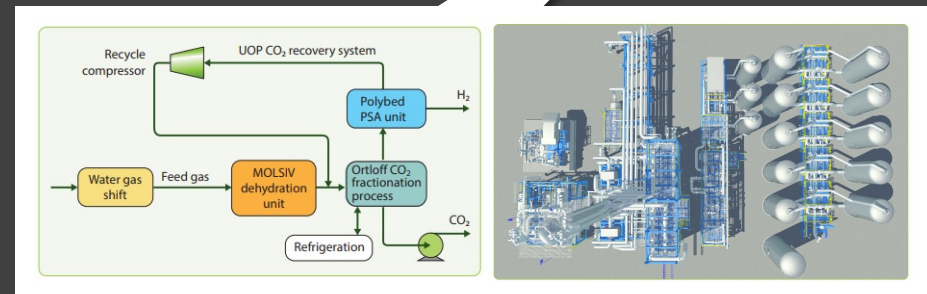 Recycle
compressor
UOP CO₂ recovery system
Polybed
PSA unit
H₂
Water gas
shift
Feed gas
MOLSIV
dehydration
unit
Ortloff CO₂
fractionation
process
CO₂
Refrigeration